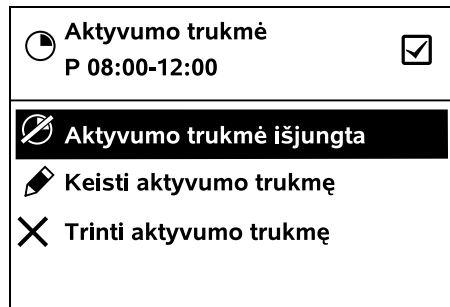 Aktyvumo trukmė
P 08:00-12:00
Aktyvumo trukmė išjungta
Keisti aktyvumo trukmę
Trinti aktyvumo trukmę